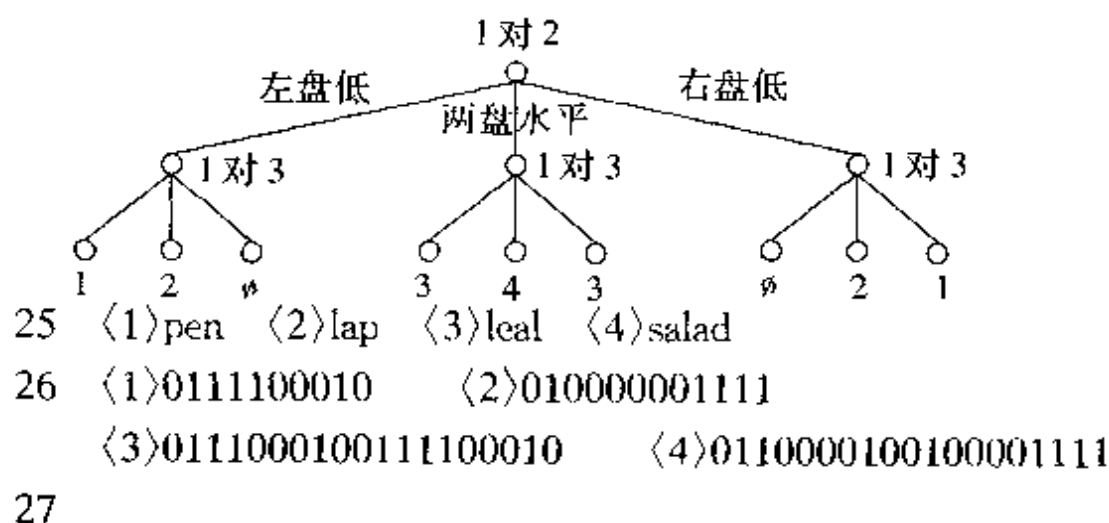 1 对 2
左盘低 两盘水平 右盘低
1 对 3 1 对 3 1 对 3
1 2 ø 3 4 3 ø 2 1
25 〈1〉pen 〈2〉lap 〈3〉leal 〈4〉salad
26 〈1〉0111100010 〈2〉010000001111
〈3〉0111000100111100010 〈4〉0110000100100001111
27